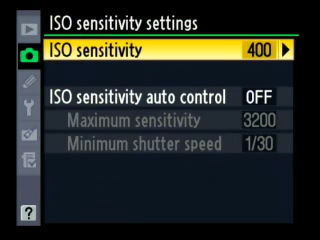 ISO sensitivity settings
ISO sensitivity 400
ISO sensitivity auto control OFF
Maximum sensitivity 3200
Minimum shutter speed 1/30
?